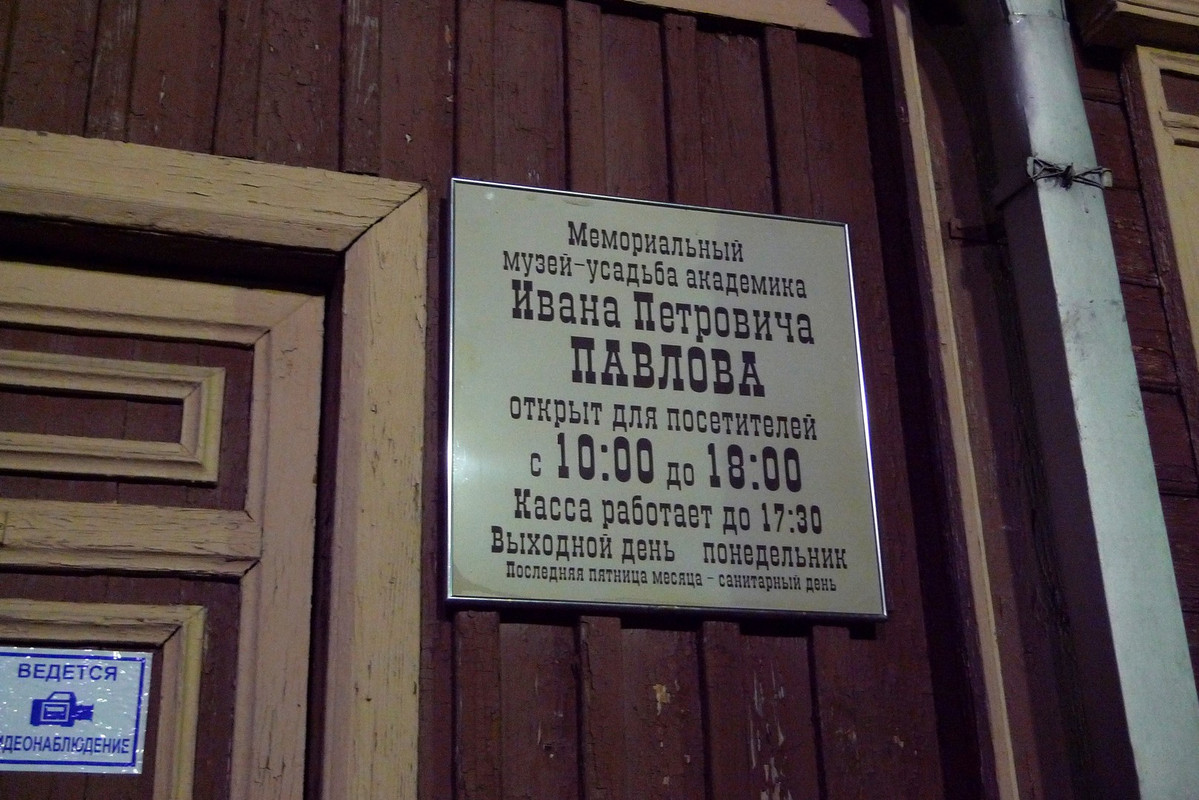 Мемориальный
музей-усадьба академика
Ивана Петровича
ПАВЛОВА
открыт для посетителей
с 10:00 до 18:00
Касса работает до 17:30
Выходной день понедельник
Последняя пятница месяца - санитарный день
ВЕДЕТСЯ
ИДЕОНАБЛЮДЕНИЕ